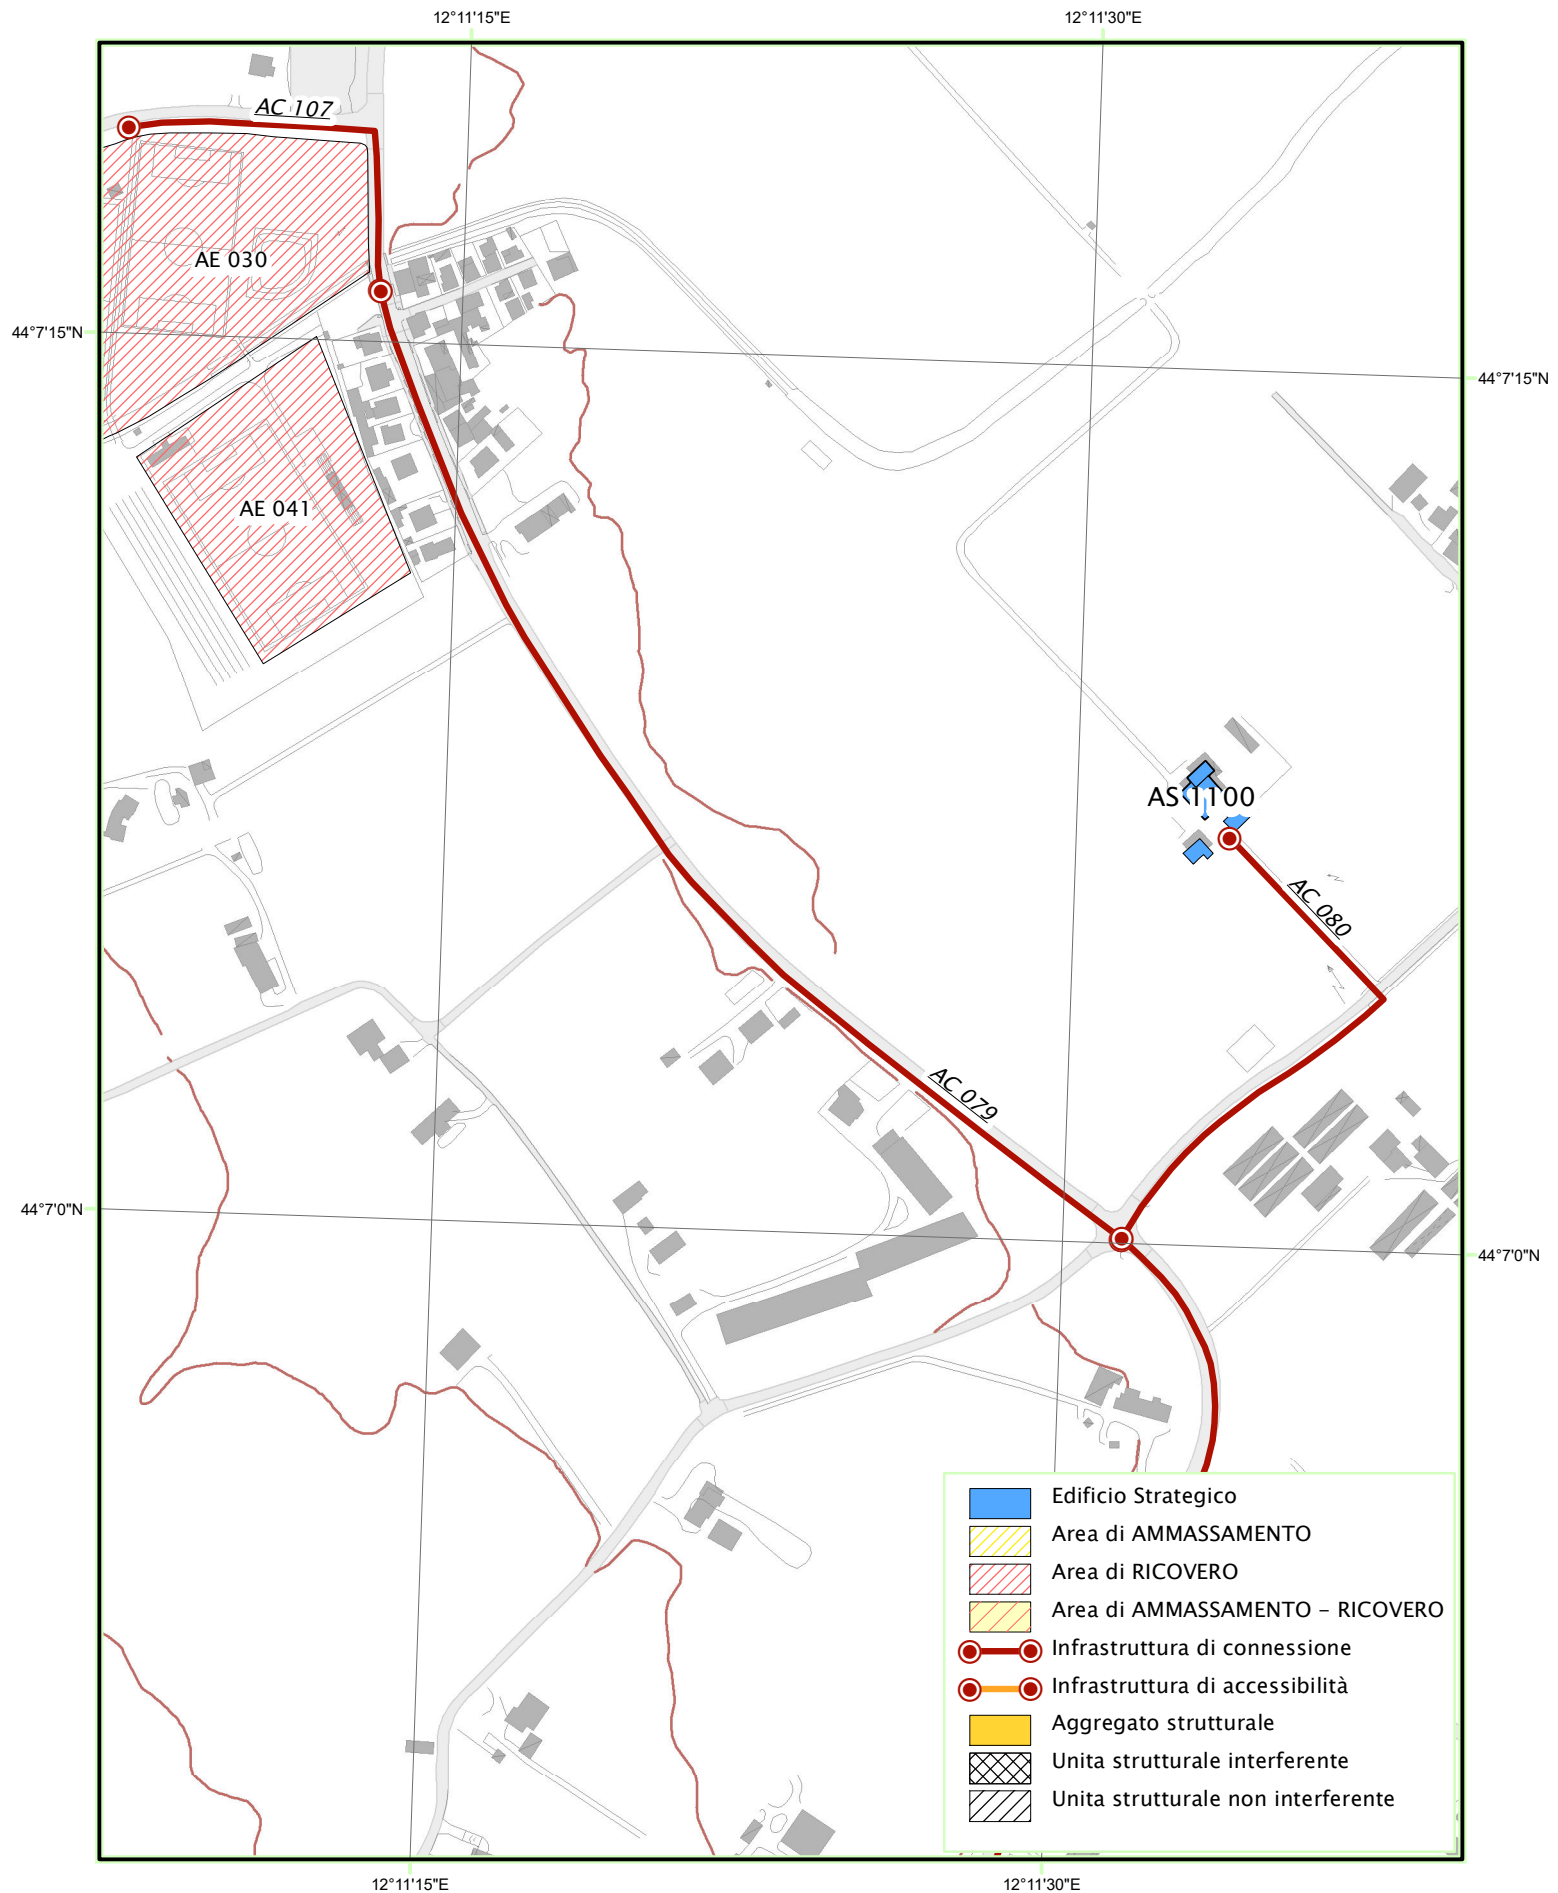 12°11'15"E
12°11'30"E
AC 107
AE 030
44°7'15"N
44°7'15"N
AE 041
AS 1100
AC 080
AC 079
44°7'0"N
44°7'0"N
Edificio Strategico
Area di AMMASSAMENTO
Area di RICOVERO
Area di AMMASSAMENTO - RICOVERO
Infrastruttura di connessione
Infrastruttura di accessibilità
Aggregato strutturale
Unita strutturale interferente
Unita strutturale non interferente
12°11'15"E
12°11'30"E